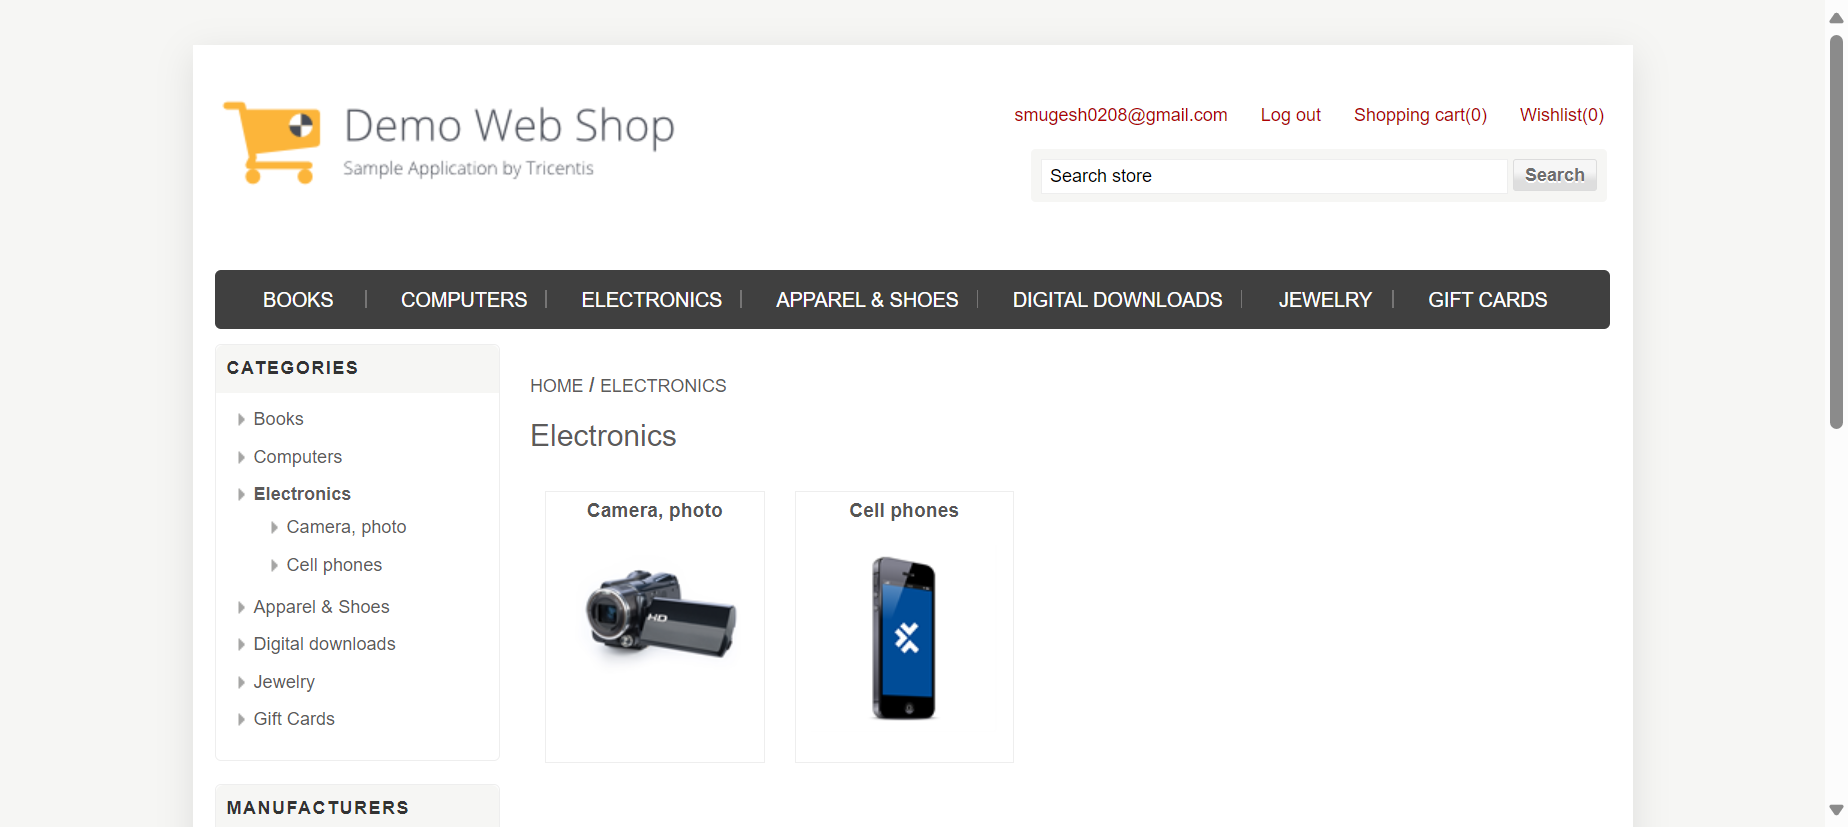 Demo Web Shop
Sample Application by Tricentis
smugesh0208@gmail.com Log out Shopping cart(0) Wishlist(0)
Search store Search
BOOKS COMPUTERS ELECTRONICS APPAREL & SHOES DIGITAL DOWNLOADS JEWELRY GIFT CARDS
CATEGORIES
Books
Computers
Electronics
Camera, photo
Cell phones
Apparel & Shoes
Digital downloads
Jewelry
Gift Cards
MANUFACTURERS
HOME / ELECTRONICS
Electronics
Camera, photo
HD
Cell phones